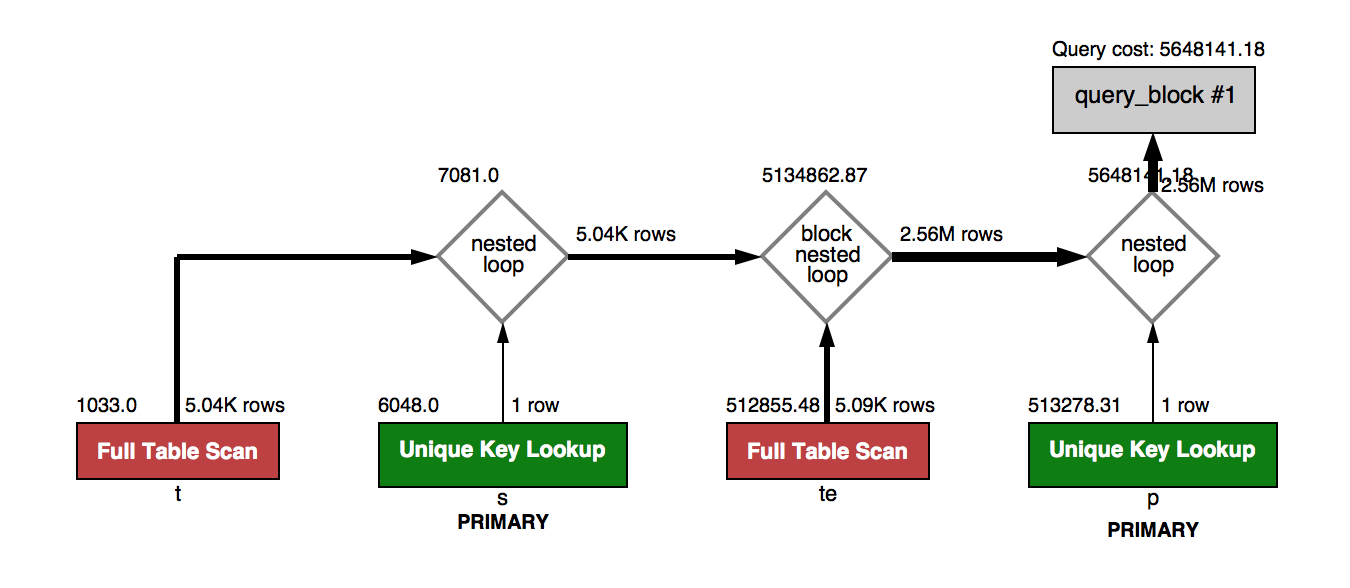 Query cost: 5648141.18
query_block #1
7081.0
5134862.87
5648141.18
2.56M rows
nested
loop
5.04K rows
block
nested
loop
2.56M rows
nested
loop
1033.0
5.04K rows
6048.0
1 row
512855.48
5.09K rows
513278.31
1 row
Full Table Scan
Unique Key Lookup
Full Table Scan
Unique Key Lookup
t
s
te
p
PRIMARY
PRIMARY